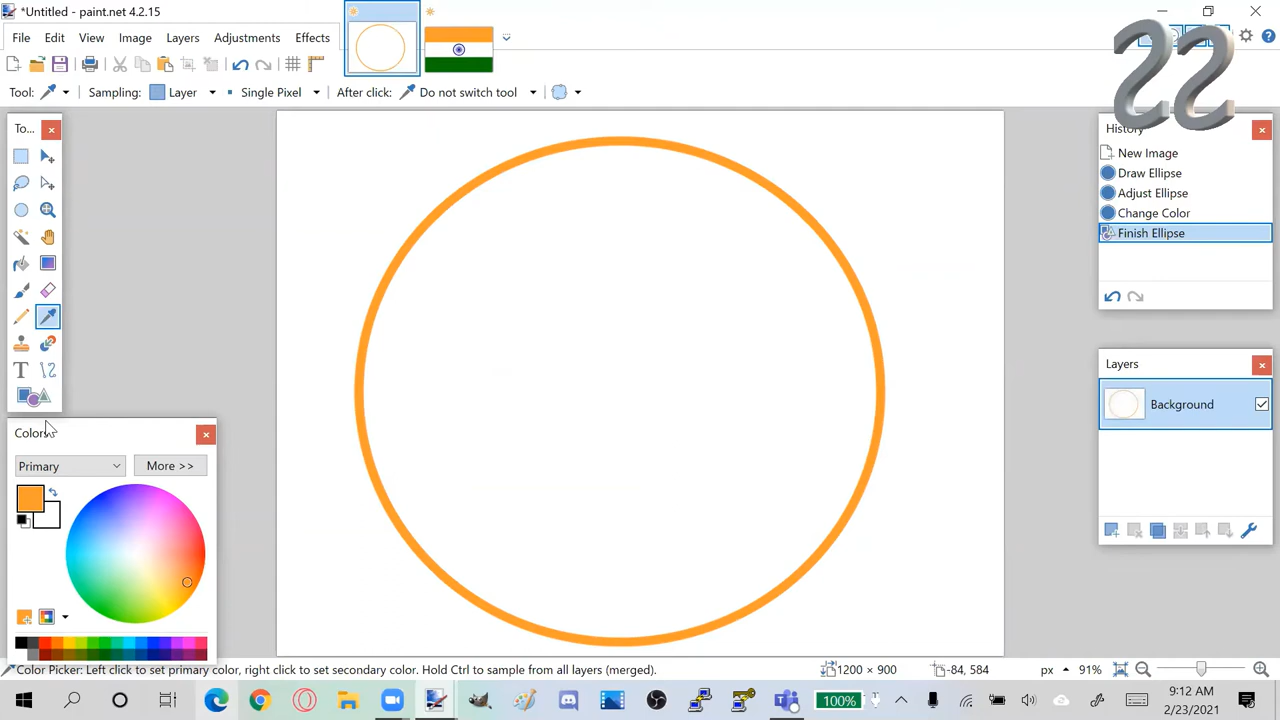 *Untitled - paint.net 4.2.15
File Edit View Image Layers Adjustments Effects
Tool: Sampling: Layer Single Pixel After click: Do not switch tool
SS
To...
History
New Image
Draw Ellipse
Adjust Ellipse
Change Color
Finish Ellipse
Layers
Background
Colors
Primary
More >>
Color Picker: Left click to set primary color, right click to set secondary color. Hold Ctrl to sample from all layers (merged).
1200 × 900
-84, 584
px
91%
100%
9:12 AM
2/23/2021